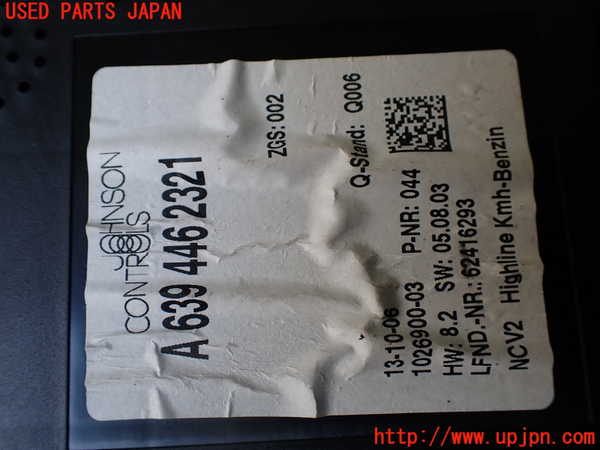 USED PARTS JAPAN
JOHNSON
CONTROLS
A 639 446 2321
ZGS: 002
Q-Stand: Q006
13-10-06 P-NR: 044
1026900-03
HW: 8.2 SW: 05.08.03
LFND.-NR.: 62416293
NCV2 Highline Kmh-Benzin
http://www.upjpn.com